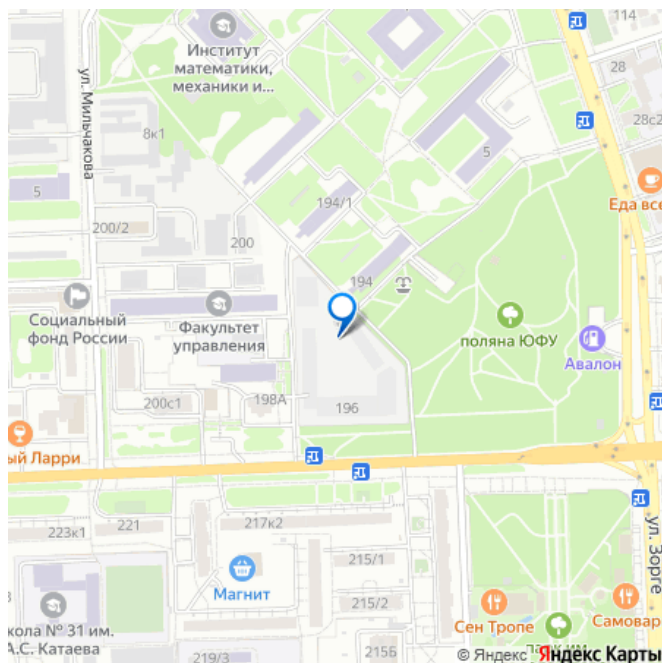 114
Институт
математики,
механики и...
28
ул. Мильчакова
28с2
8к1
5
Еда все
5
194/1
200/2
200
194
Социальный
фонд России
Факультет
управления
поляна ЮФУ
Авалон
200с1
198А
196
ый Ларри
223к1
221
217к2
ул. Зорге
215/1
Магнит
215/2
Сен Тропе
Самовар
кола № 31 им.
А.С. Катаева
219/3
215Б
© Яндекс Яндекс Карты